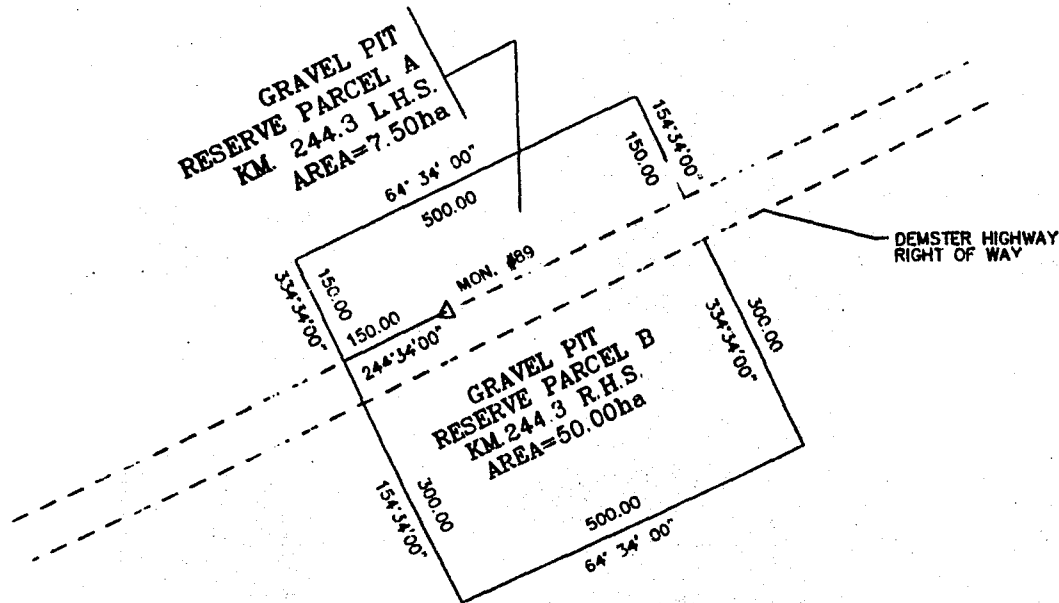 GRAVEL PIT
RESERVE PARCEL A
KM. 244.3 L.H.S.
AREA=7.50ha
64° 34' 00"
500.00
154°34'00"
150.00
334°34'00"
150.00
150.00
244°34'00"
MON. #89
DEMSTER HIGHWAY
RIGHT OF WAY
GRAVEL PIT
RESERVE PARCEL B
KM.244.3 R.H.S.
AREA=50.00ha
300.00
334°34'00"
300.00
154°34'00"
500.00
64° 34' 00"